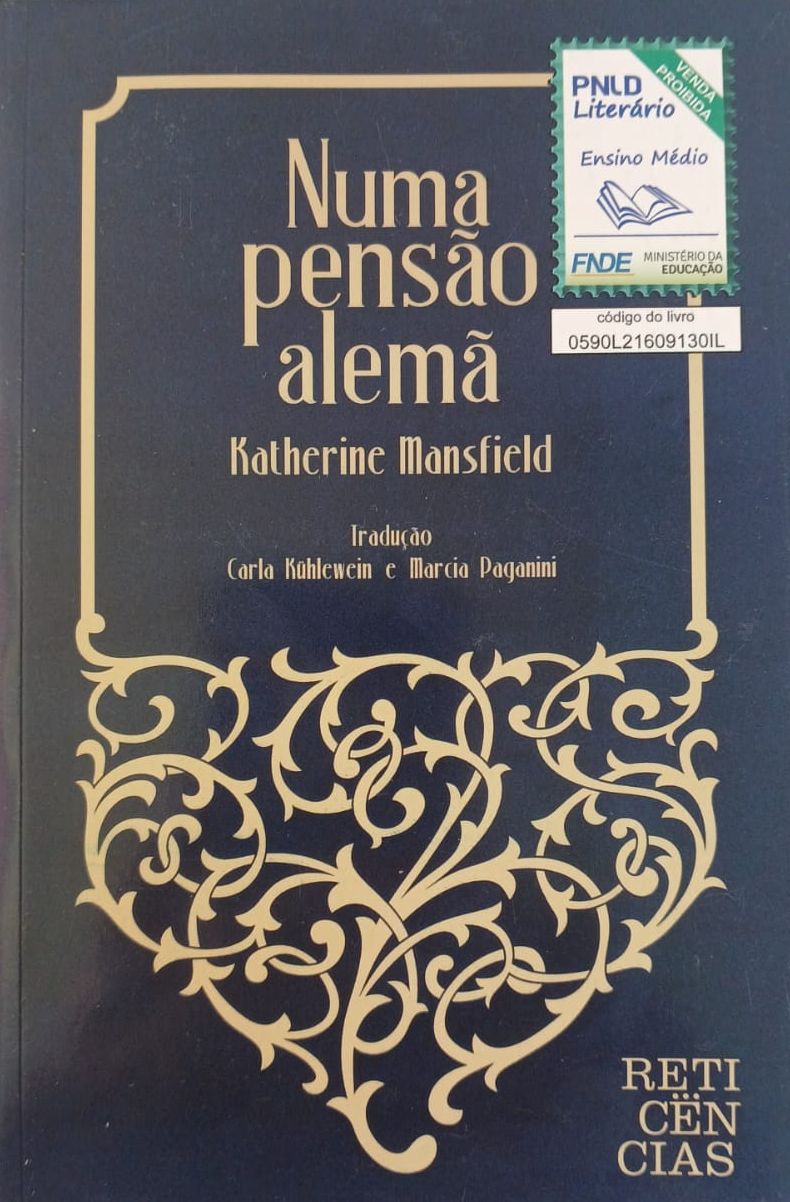 Numa
pensão
alemã
Katherine Mansfield
Tradução
Carla Kühlewein e Marcia Paganini
VENDA
PROIBIDA
PNLD
Literário
Ensino Médio
FNDE
MINISTÉRIO DA
EDUCAÇÃO
código do livro
0590L21609130IL
RETI
CËN
CIAS